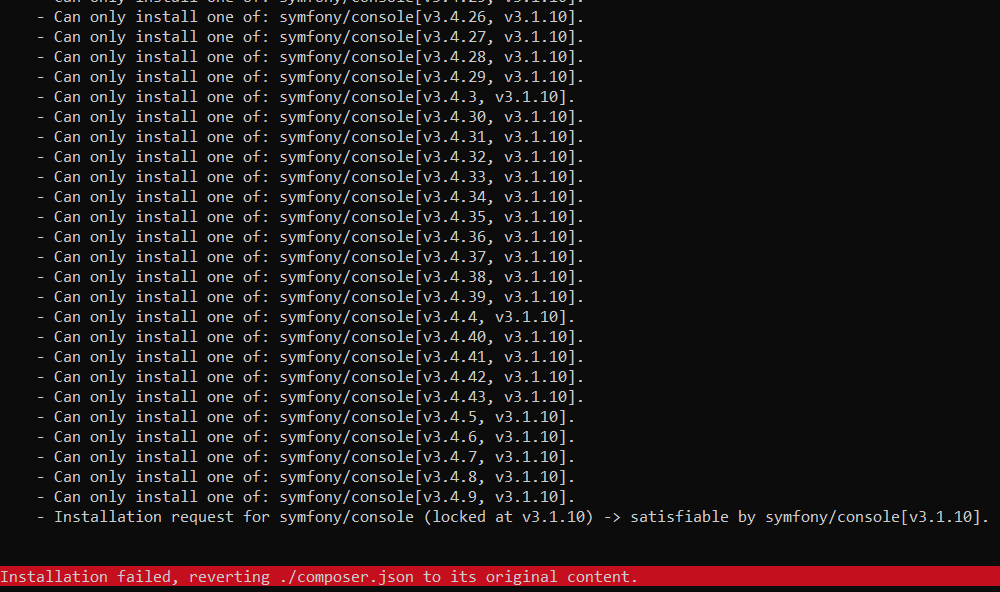 - Can only install one of: symfony/console[v3.4.25, v3.1.10].
- Can only install one of: symfony/console[v3.4.26, v3.1.10].
- Can only install one of: symfony/console[v3.4.27, v3.1.10].
- Can only install one of: symfony/console[v3.4.28, v3.1.10].
- Can only install one of: symfony/console[v3.4.29, v3.1.10].
- Can only install one of: symfony/console[v3.4.3, v3.1.10].
- Can only install one of: symfony/console[v3.4.30, v3.1.10].
- Can only install one of: symfony/console[v3.4.31, v3.1.10].
- Can only install one of: symfony/console[v3.4.32, v3.1.10].
- Can only install one of: symfony/console[v3.4.33, v3.1.10].
- Can only install one of: symfony/console[v3.4.34, v3.1.10].
- Can only install one of: symfony/console[v3.4.35, v3.1.10].
- Can only install one of: symfony/console[v3.4.36, v3.1.10].
- Can only install one of: symfony/console[v3.4.37, v3.1.10].
- Can only install one of: symfony/console[v3.4.38, v3.1.10].
- Can only install one of: symfony/console[v3.4.39, v3.1.10].
- Can only install one of: symfony/console[v3.4.4, v3.1.10].
- Can only install one of: symfony/console[v3.4.40, v3.1.10].
- Can only install one of: symfony/console[v3.4.41, v3.1.10].
- Can only install one of: symfony/console[v3.4.42, v3.1.10].
- Can only install one of: symfony/console[v3.4.43, v3.1.10].
- Can only install one of: symfony/console[v3.4.5, v3.1.10].
- Can only install one of: symfony/console[v3.4.6, v3.1.10].
- Can only install one of: symfony/console[v3.4.7, v3.1.10].
- Can only install one of: symfony/console[v3.4.8, v3.1.10].
- Can only install one of: symfony/console[v3.4.9, v3.1.10].
- Installation request for symfony/console (locked at v3.1.10) -> satisfiable by symfony/console[v3.1.10].
Installation failed, reverting ./composer.json to its original content.